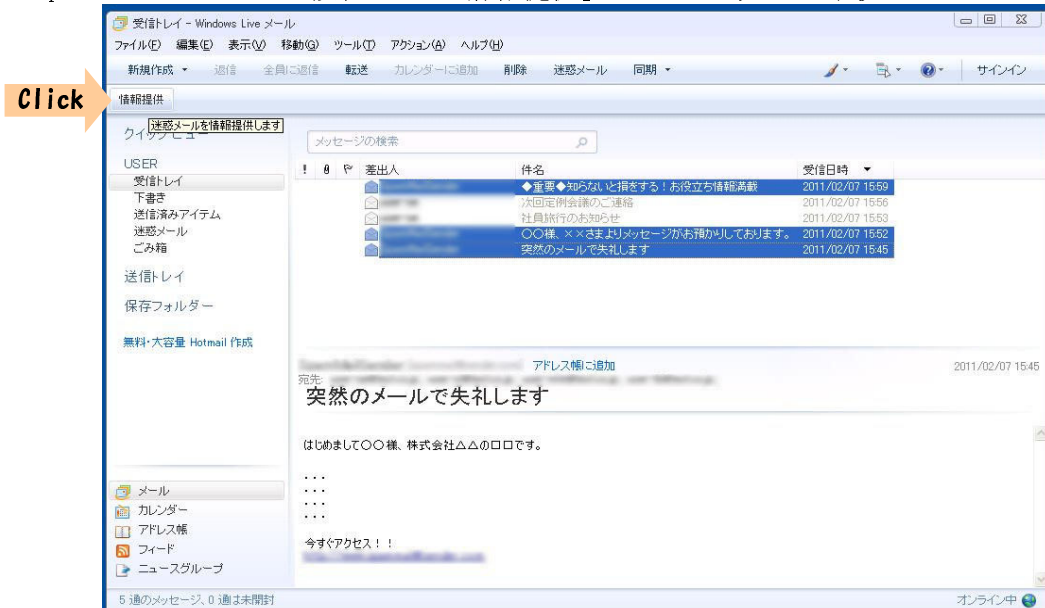 受信トレイ - Windows Live メール
ファイル(F) 編集(E) 表示(V) 移動(G) ツール(T) アクション(A) ヘルプ(H)
新規作成 返信 全員に返信 転送 カレンダーに追加 削除 迷惑メール 同期 サインイン
Click
情報提供
迷惑メールを情報提供します
クイックビュー
メッセージの検索
USER
受信トレイ
下書き
送信済みアイテム
迷惑メール
ごみ箱
送信トレイ
保存フォルダー
無料・大容量 Hotmail 作成
! 差出人 件名 受信日時
◆重要◆知らないと損をする!お役立ち情報満載 2011/02/07 15:59
次回定例会議のご連絡 2011/02/07 15:56
社員旅行のお知らせ 2011/02/07 15:53
〇〇様、××さまよりメッセージがお預かりしております。 2011/02/07 15:52
突然のメールで失礼します 2011/02/07 15:45
アドレス帳に追加 2011/02/07 15:45
宛先:
突然のメールで失礼します
はじめまして〇〇様、株式会社△△の口口です。
・・・
・・・
・・・
・・・
今すぐアクセス!!
メール
カレンダー
アドレス帳
フィード
ニュースグループ
5 通のメッセージ、0 通は未開封 オンライン中